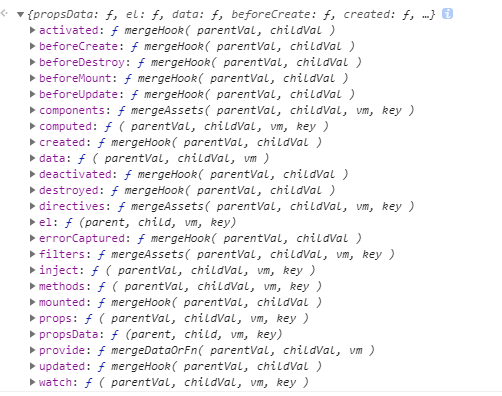 {propsData: ƒ, el: ƒ, data: ƒ, beforeCreate: ƒ, created: ƒ, …}
activated: ƒ mergeHook( parentVal, childVal )
beforeCreate: ƒ mergeHook( parentVal, childVal )
beforeDestroy: ƒ mergeHook( parentVal, childVal )
beforeMount: ƒ mergeHook( parentVal, childVal )
beforeUpdate: ƒ mergeHook( parentVal, childVal )
components: ƒ mergeAssets( parentVal, childVal, vm, key )
computed: ƒ ( parentVal, childVal, vm, key )
created: ƒ mergeHook( parentVal, childVal )
data: ƒ ( parentVal, childVal, vm )
deactivated: ƒ mergeHook( parentVal, childVal )
destroyed: ƒ mergeHook( parentVal, childVal )
directives: ƒ mergeAssets( parentVal, childVal, vm, key )
el: ƒ (parent, child, vm, key)
errorCaptured: ƒ mergeHook( parentVal, childVal )
filters: ƒ mergeAssets( parentVal, childVal, vm, key )
inject: ƒ ( parentVal, childVal, vm, key )
methods: ƒ ( parentVal, childVal, vm, key )
mounted: ƒ mergeHook( parentVal, childVal )
props: ƒ ( parentVal, childVal, vm, key )
propsData: ƒ (parent, child, vm, key)
provide: ƒ mergeDataOrFn( parentVal, childVal, vm )
updated: ƒ mergeHook( parentVal, childVal )
watch: ƒ ( parentVal, childVal, vm, key )